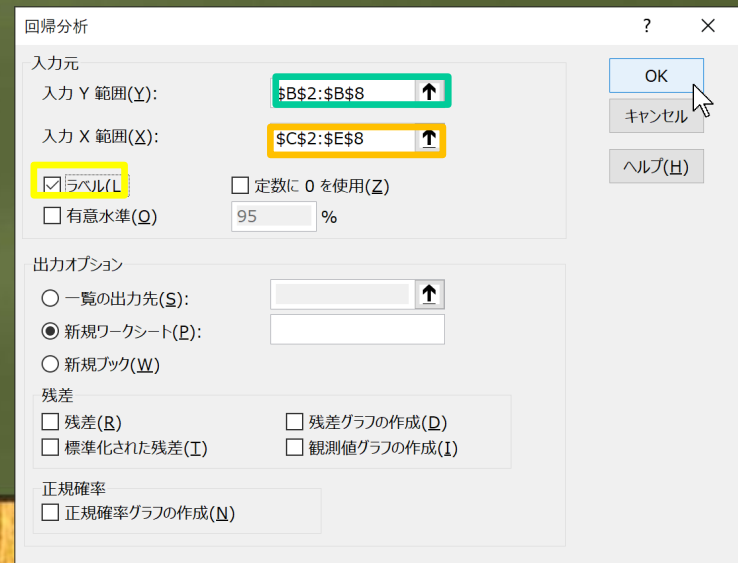 回帰分析 ?
入力元
入力 Y 範囲(Y): $B$2:$B$8
入力 X 範囲(X): $C$2:$E$8
ラベル(L 定数に 0 を使用(Z)
有意水準(O) 95 %
OK
キャンセル
ヘルプ(H)
出力オプション
一覧の出力先(S):
新規ワークシート(P):
新規ブック(W)
残差
残差(R) 残差グラフの作成(D)
標準化された残差(T) 観測値グラフの作成(I)
正規確率
正規確率グラフの作成(N)